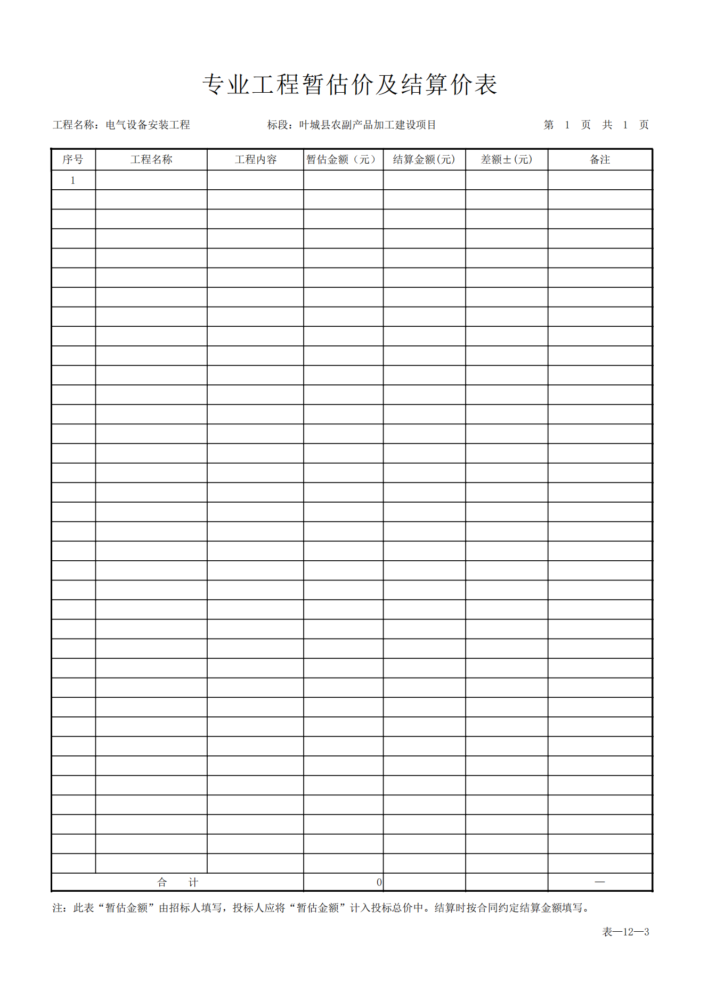 专业工程暂估价及结算价表
工程名称：电气设备安装工程 标段：叶城县农副产品加工建设项目 第 1 页 共 1 页
序号 工程名称 工程内容 暂估金额（元） 结算金额(元) 差额±(元) 备注
1
合 计 0 —
注：此表“暂估金额”由招标人填写，投标人应将“暂估金额”计入投标总价中。结算时按合同约定结算金额填写。
表—12—3